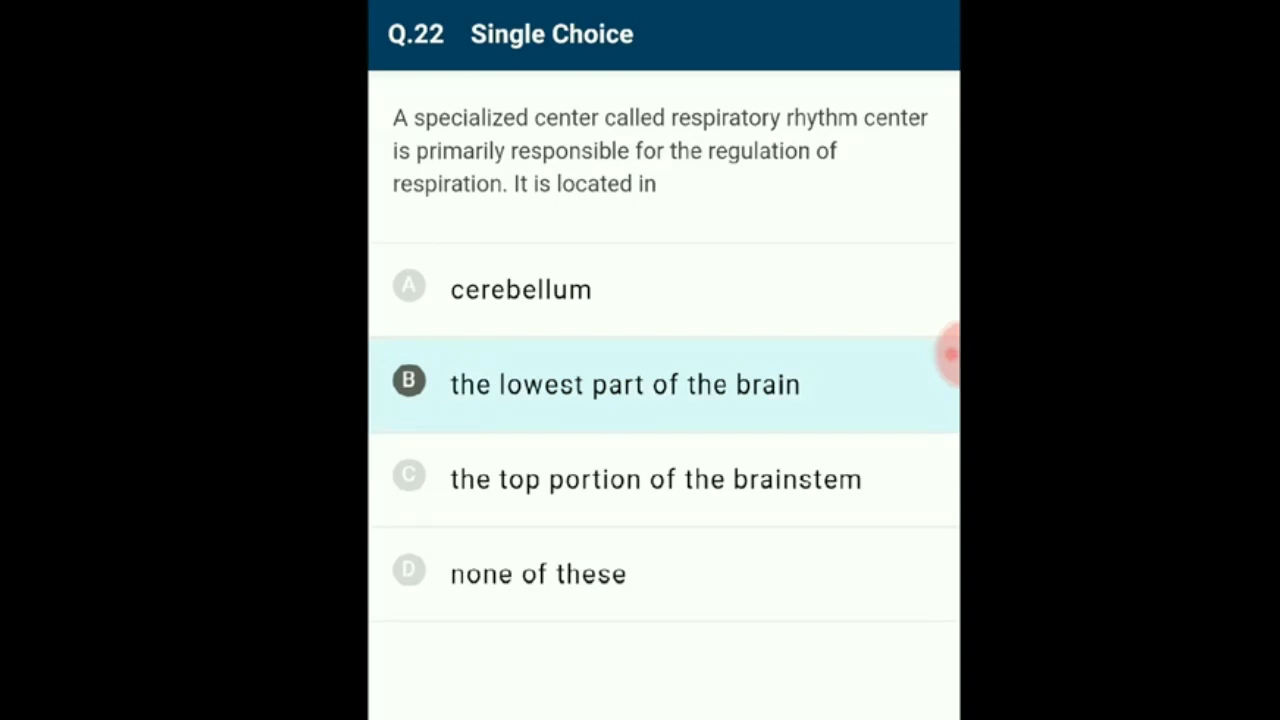 Q.22 Single Choice
A specialized center called respiratory rhythm center
is primarily responsible for the regulation of
respiration. It is located in
A cerebellum
B the lowest part of the brain
C the top portion of the brainstem
D none of these